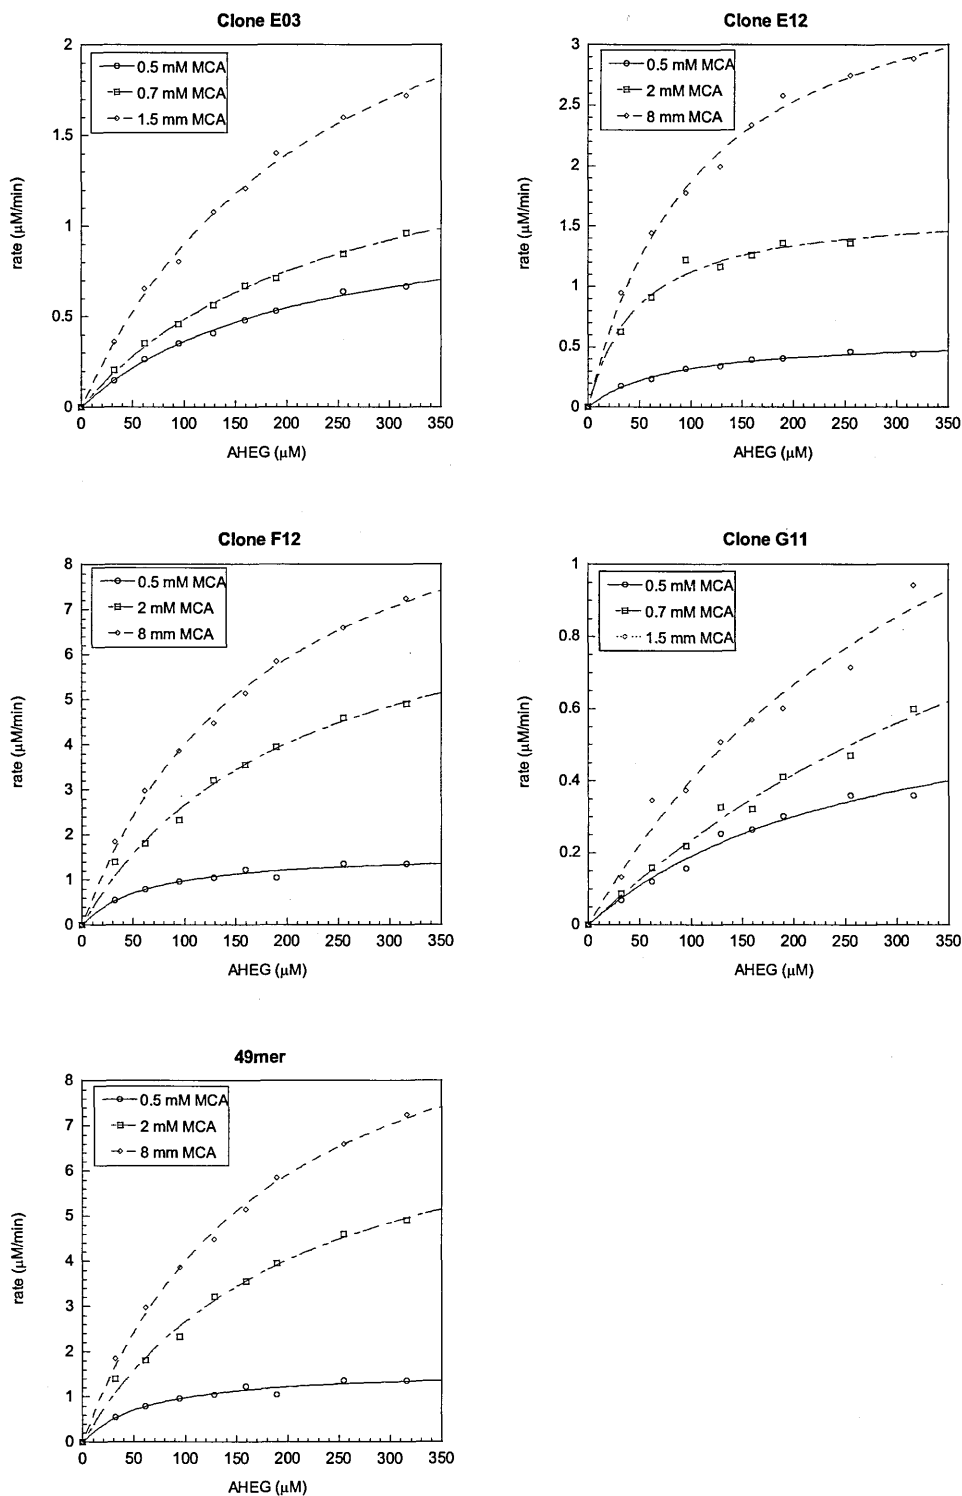 Clone E03
2
1.5
1
0.5
0
0.5 mM MCA
0.7 mM MCA
1.5 mm MCA
rate (μM/min)
0 50 100 150 200 250 300 350
AHEG (μM)
Clone E12
3
2.5
2
1.5
1
0.5
0
0.5 mM MCA
2 mM MCA
8 mm MCA
rate (μM/min)
0 50 100 150 200 250 300 350
AHEG (μM)
Clone F12
8
7
6
5
4
3
2
1
0
0.5 mM MCA
2 mM MCA
8 mm MCA
rate (μM/min)
0 50 100 150 200 250 300 350
AHEG (μM)
Clone G11
1
0.8
0.6
0.4
0.2
0
0.5 mM MCA
0.7 mM MCA
1.5 mm MCA
rate (μM/min)
0 50 100 150 200 250 300 350
AHEG (μM)
49mer
8
7
6
5
4
3
2
1
0
0.5 mM MCA
2 mM MCA
8 mm MCA
rate (μM/min)
0 50 100 150 200 250 300 350
AHEG (μM)